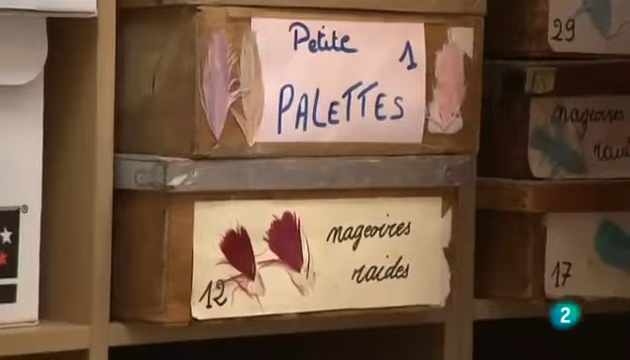 Petite 1
PALETTES
nageoires
raides
12
29
nageoires
17
2